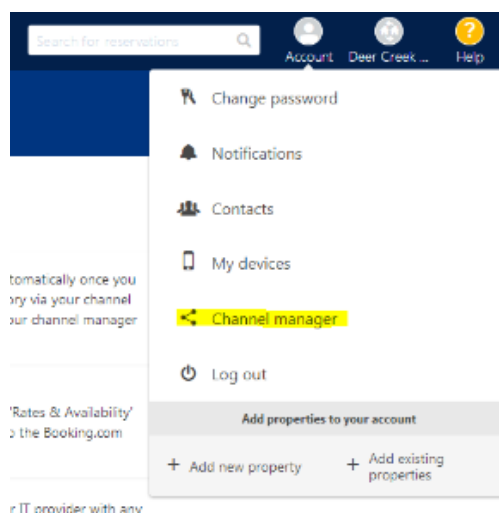 Search for reservations
Account Deer Creek ... Help
Change password
Notifications
Contacts
My devices
tomatically once you
ory via your channel
our channel manager
Channel manager
Log out
'Rates & Availability'
the Booking.com
Add properties to your account
+ Add new property
+ Add existing
properties
r IT provider with any